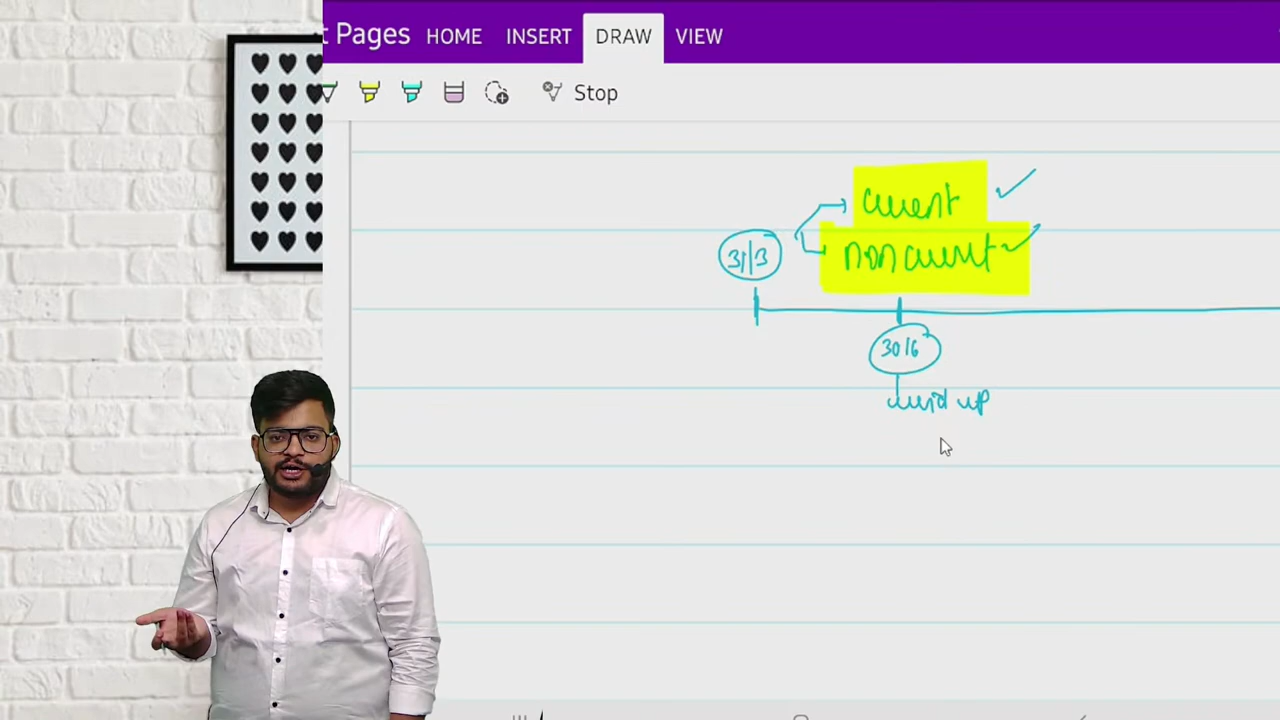 t Pages HOME INSERT DRAW VIEW
Stop
current
non current
31/3
30/6
wind up